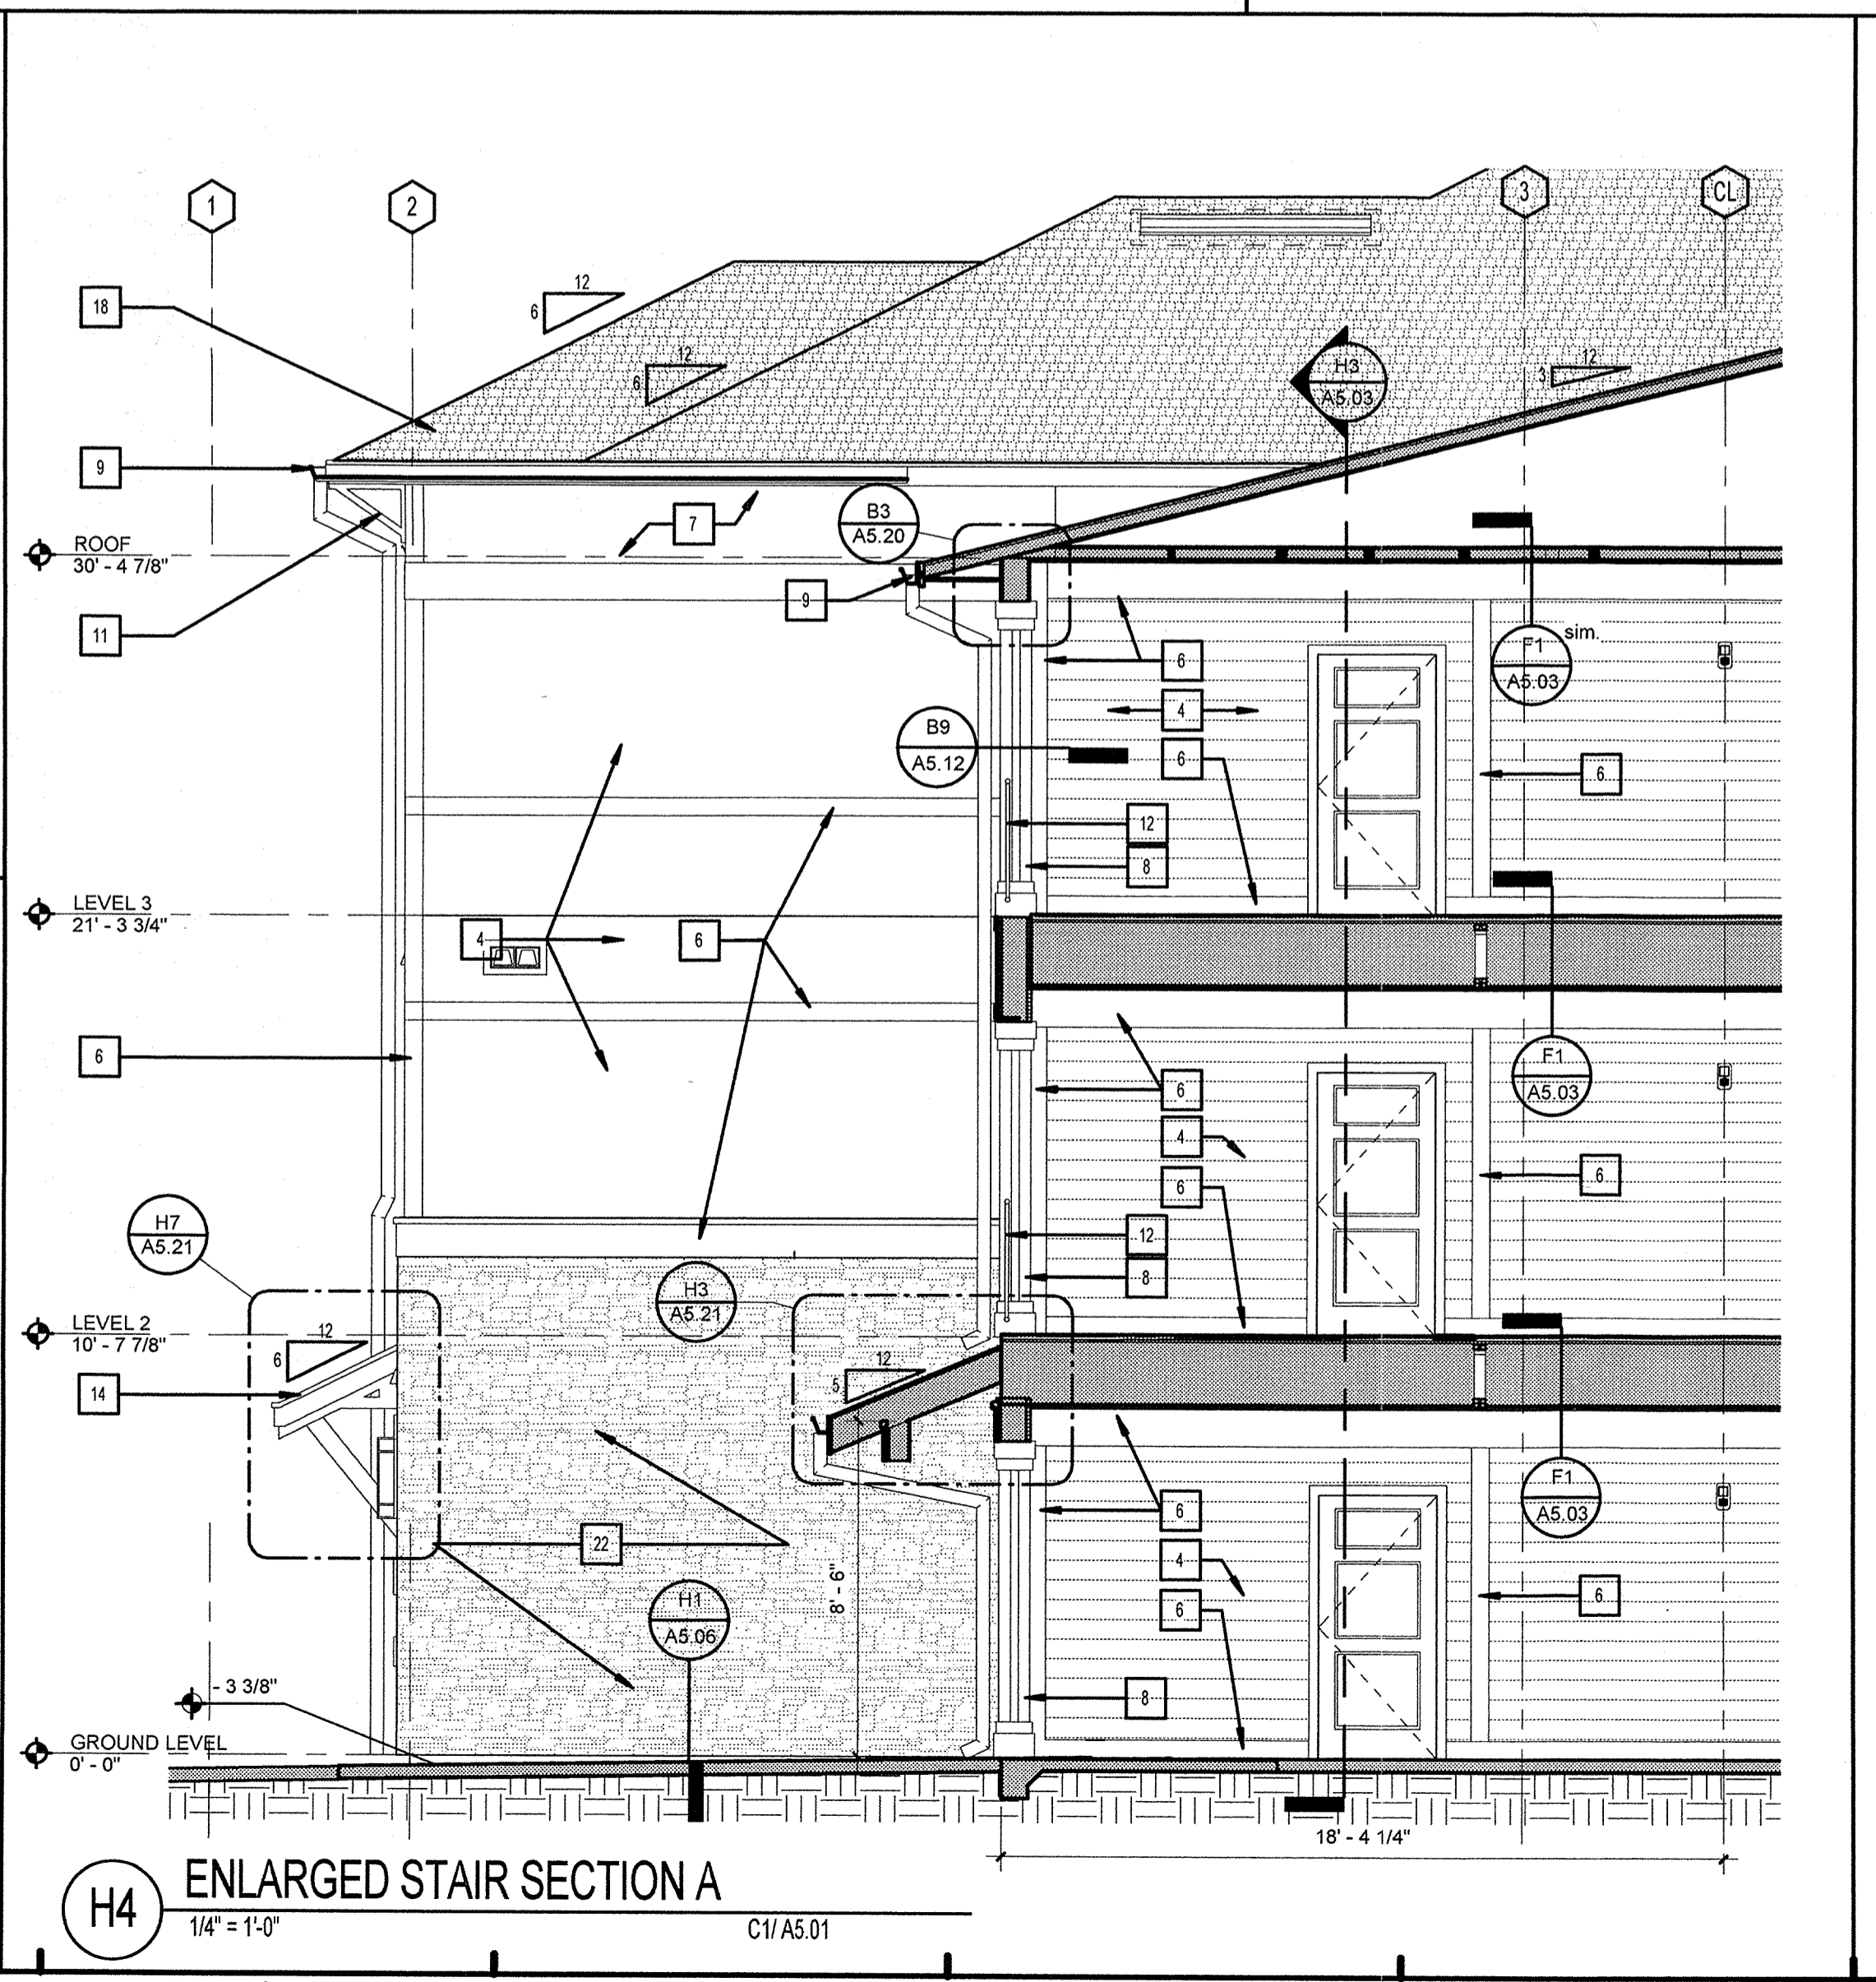 1
2
3
CL
18
12
6
12
6
12
3
H3
A5.03
9
7
B3
A5.20
ROOF
30' - 4 7/8"
9
11
6
F1
A5.03
sim.
4
B9
A5.12
6
6
12
8
LEVEL 3
21' - 3 3/4"
4
6
6
6
F1
A5.03
4
6
6
H7
A5.21
12
8
H3
A5.21
LEVEL 2
10' - 7 7/8"
12
6
12
5
14
6
F1
A5.03
22
4
8' - 6"
6
6
H1
A5.06
- 3 3/8"
8
GROUND LEVEL
0' - 0"
18' - 4 1/4"
H4
ENLARGED STAIR SECTION A
1/4" = 1'-0"
C1/ A5.01